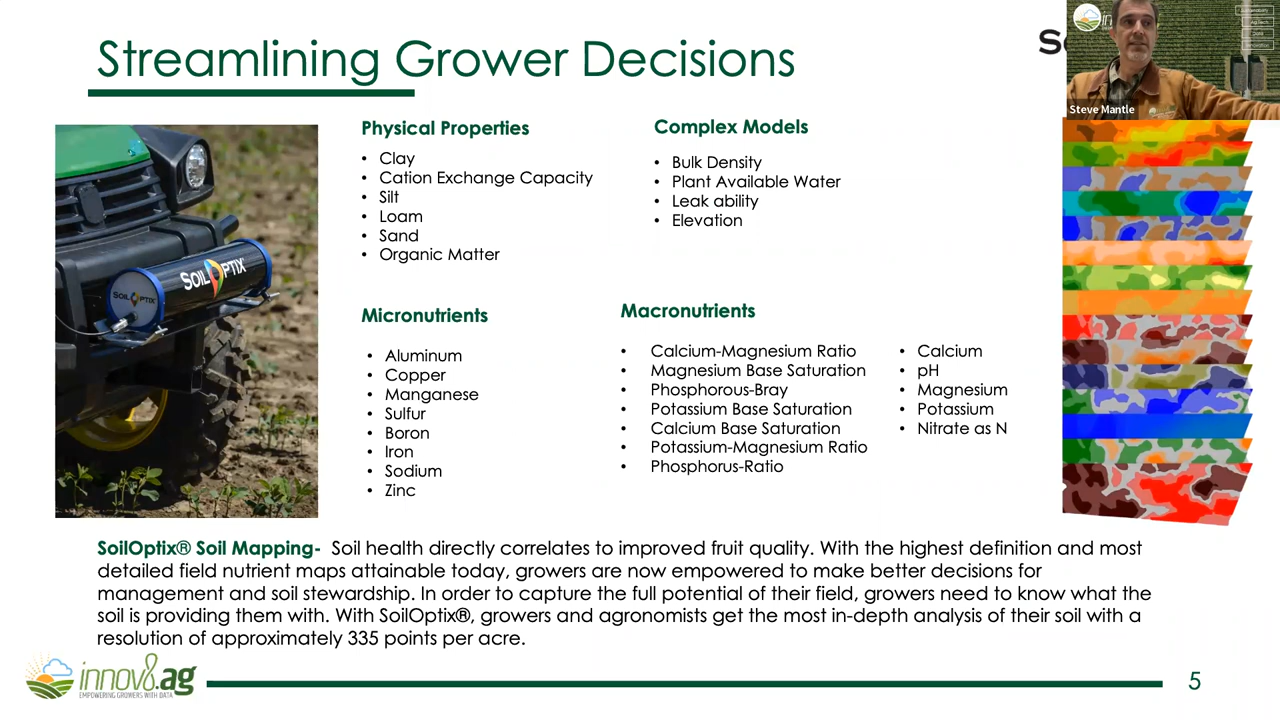 Streamlining Grower Decisions
Steve Mantle
Physical Properties
• Clay
• Cation Exchange Capacity
• Silt
• Loam
• Sand
• Organic Matter
Complex Models
• Bulk Density
• Plant Available Water
• Leak ability
• Elevation
SOILOPTIX
SOILOPTIX
Micronutrients
• Aluminum
• Copper
• Manganese
• Sulfur
• Boron
• Iron
• Sodium
• Zinc
Macronutrients
• Calcium-Magnesium Ratio
• Magnesium Base Saturation
• Phosphorous-Bray
• Potassium Base Saturation
• Calcium Base Saturation
• Potassium-Magnesium Ratio
• Phosphorus-Ratio
• Calcium
• pH
• Magnesium
• Potassium
• Nitrate as N
SoilOptix® Soil Mapping- Soil health directly correlates to improved fruit quality. With the highest definition and most
detailed field nutrient maps attainable today, growers are now empowered to make better decisions for
management and soil stewardship. In order to capture the full potential of their field, growers need to know what the
soil is providing them with. With SoilOptix®, growers and agronomists get the most in-depth analysis of their soil with a
resolution of approximately 335 points per acre.
innov8.ag
EMPOWERING GROWERS WITH DATA
5